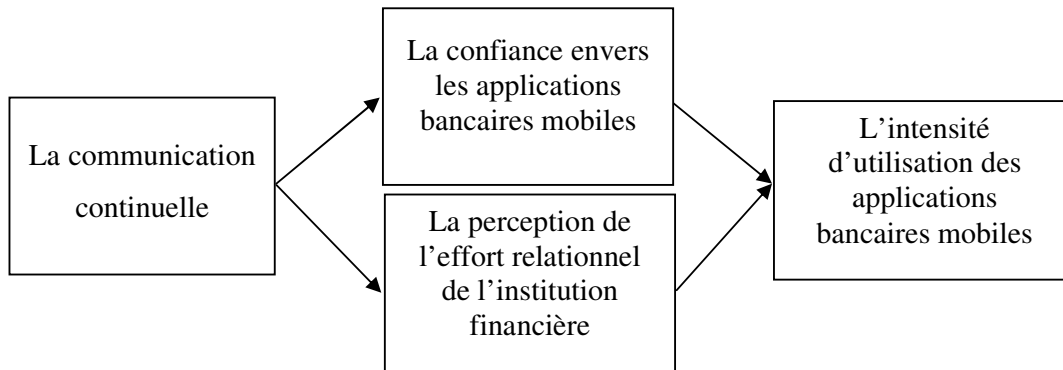 La communication
continuelle
La confiance envers
les applications
bancaires mobiles
La perception de
l’effort relationnel
de l’institution
financière
L’intensité
d’utilisation des
applications
bancaires mobiles